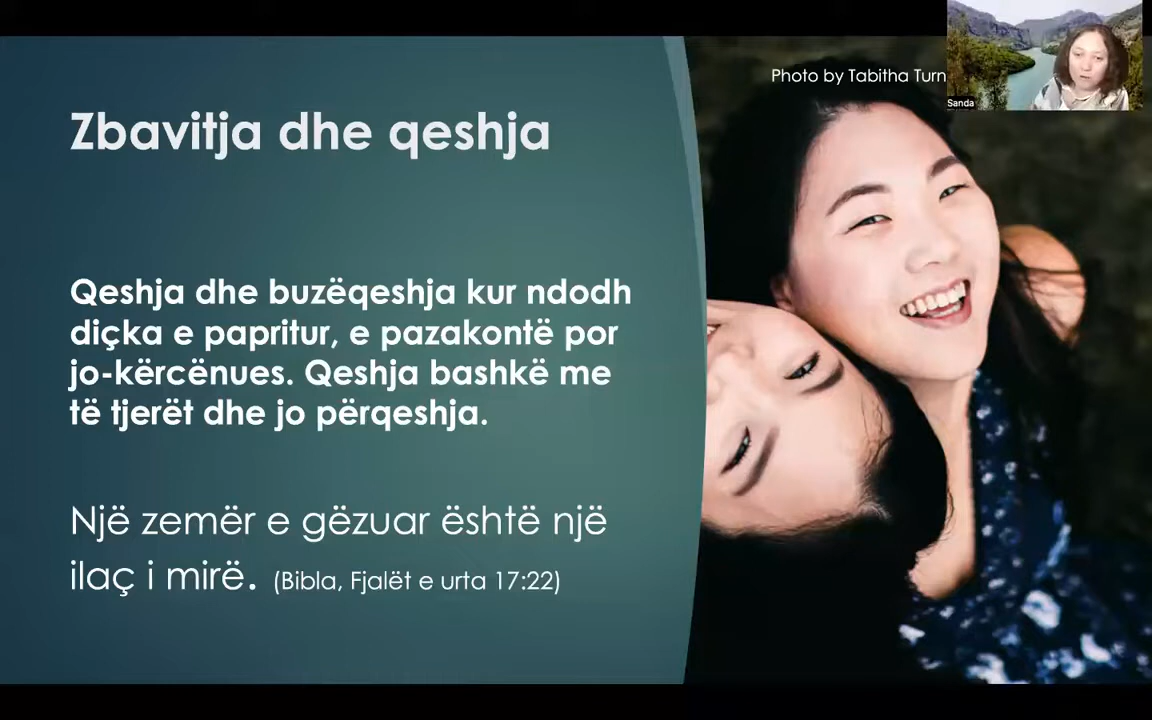 Photo by Tabitha
Sanda
Zbavitja dhe qeshja
Qeshja dhe buzëqeshja kur ndodh
diçka e papritur, e pazakontë por
jo-kërcënues. Qeshja bashkë me
të tjerët dhe jo përqeshja.
Një zemër e gëzuar është një
ilaç i mirë. (Bibla, Fjalët e urta 17:22)